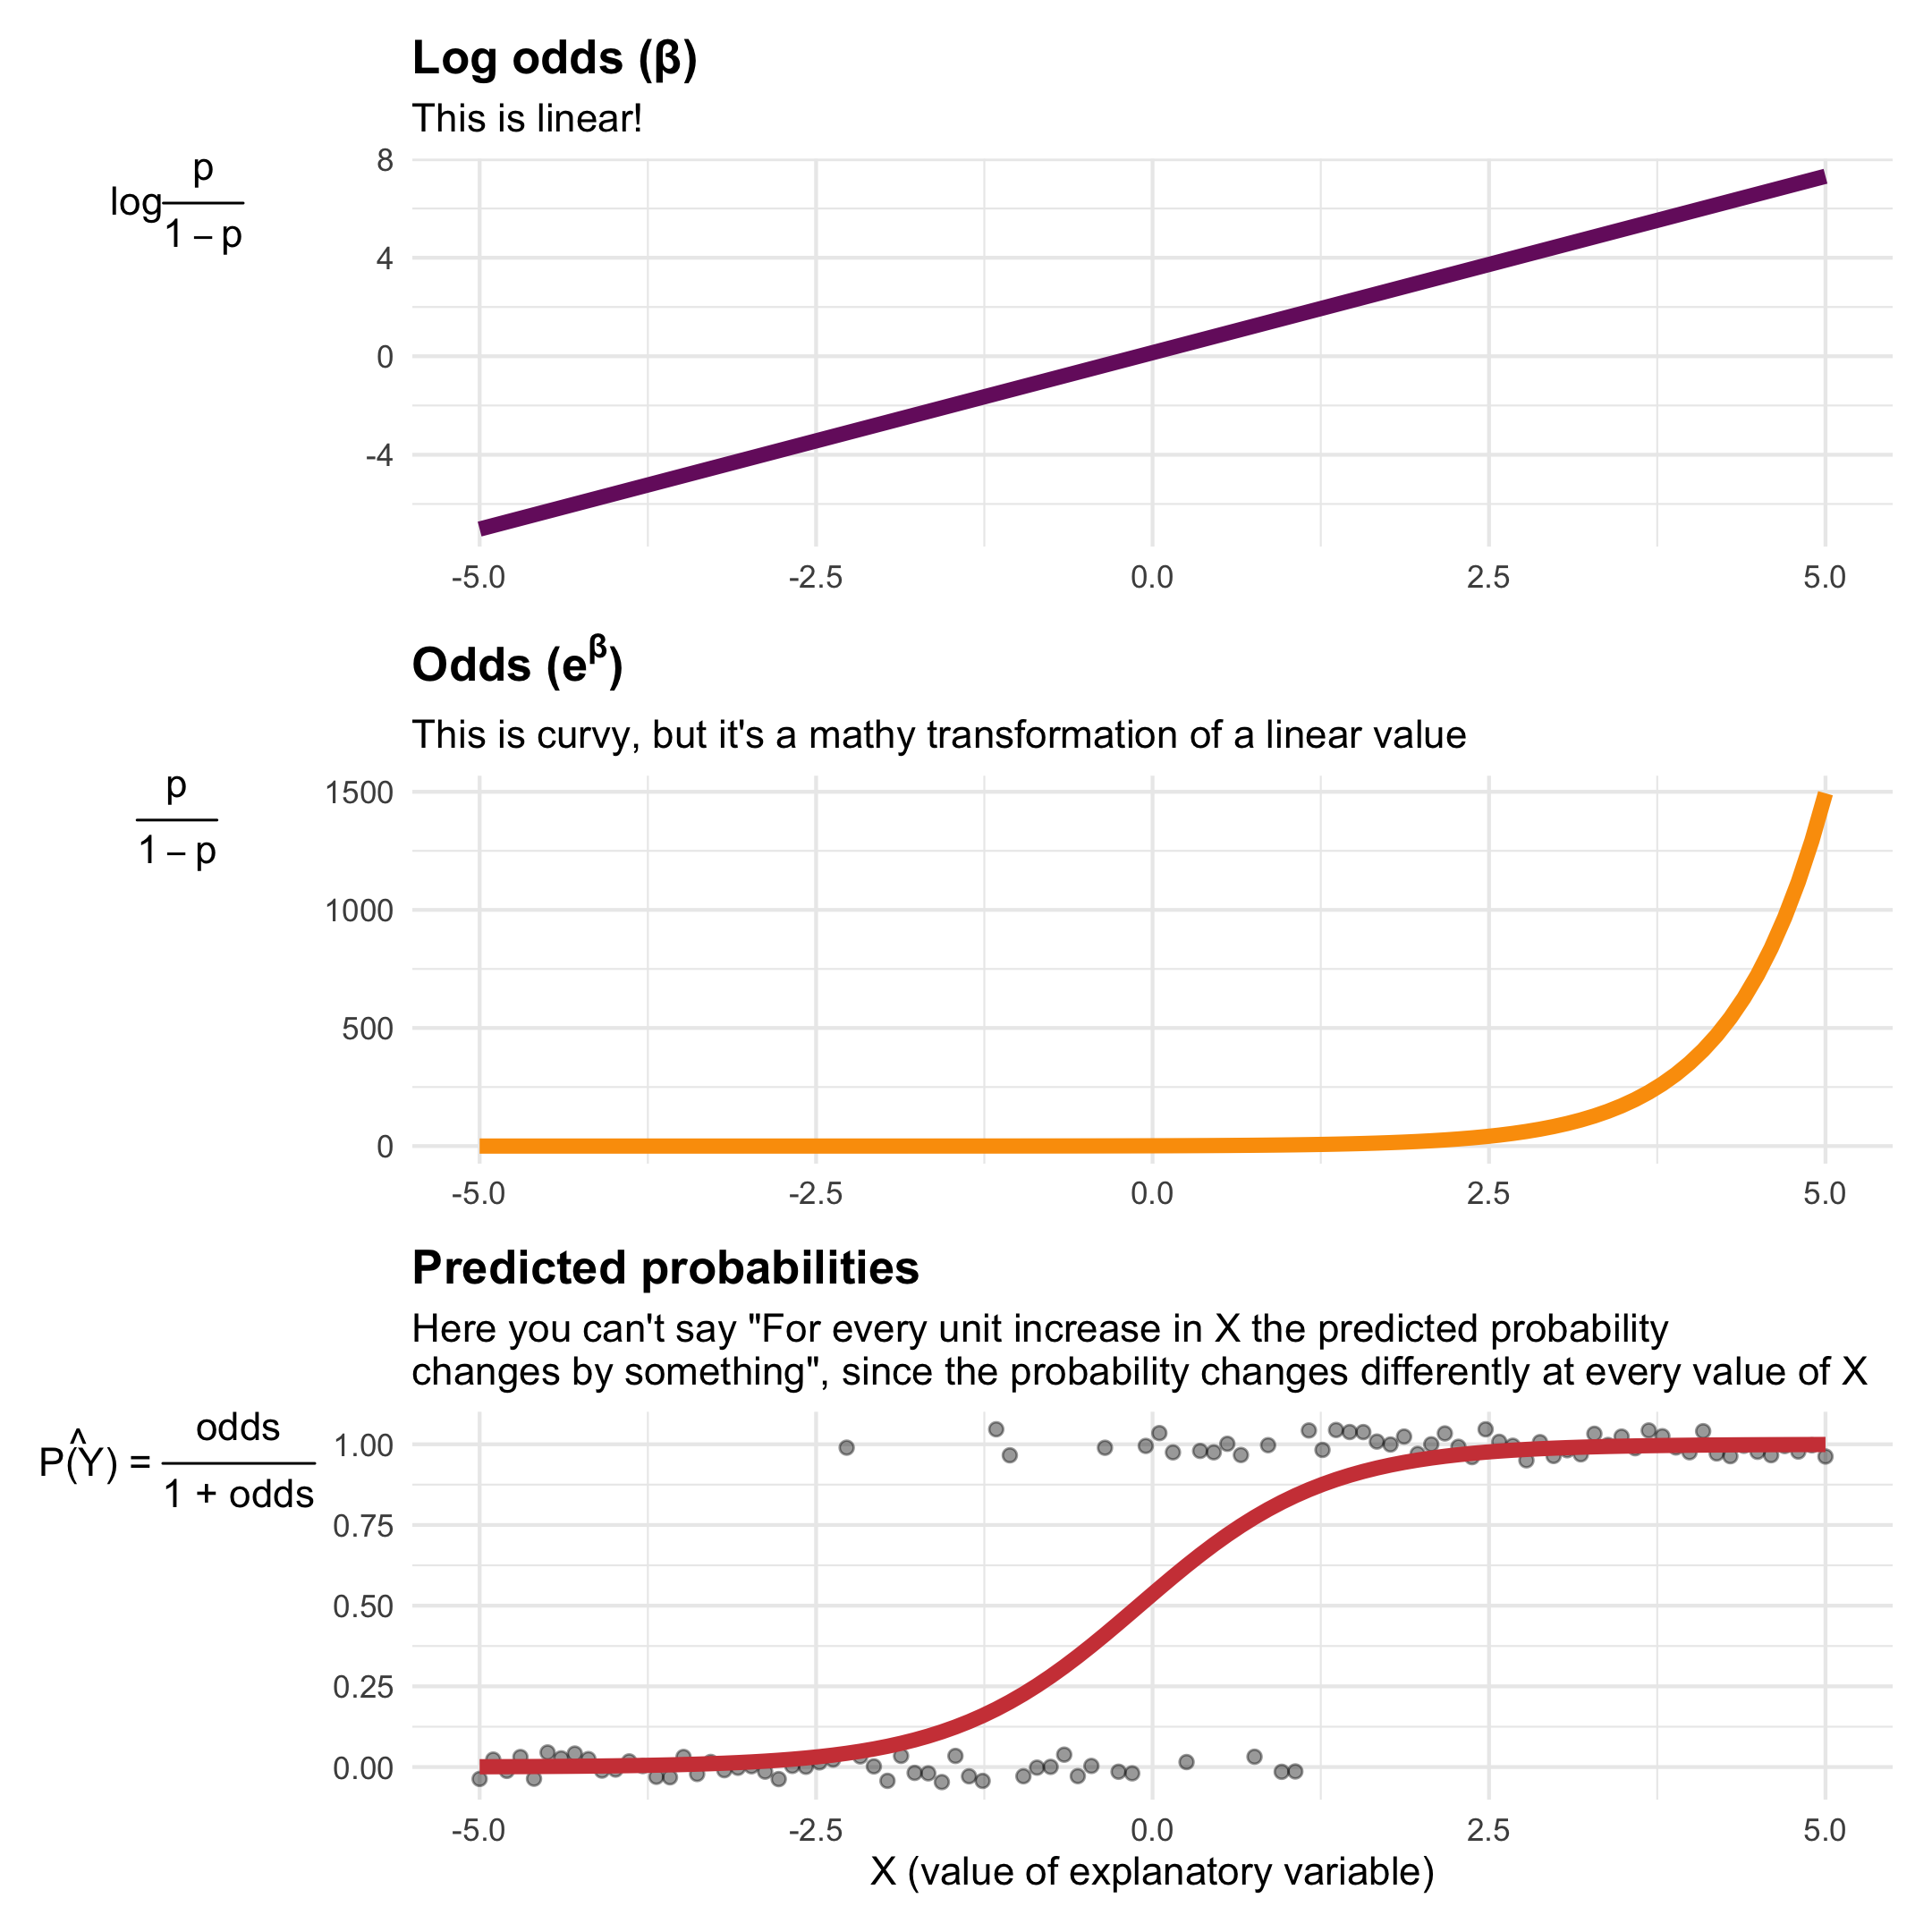 Log odds (β)
This is linear!
log p
1 – p
8
4
0
-4
-5.0 -2.5 0.0 2.5 5.0
Odds (e^β)
This is curvy, but it's a mathy transformation of a linear value
p
1 – p
1500
1000
500
0
-5.0 -2.5 0.0 2.5 5.0
Predicted probabilities
Here you can't say "For every unit increase in X the predicted probability
changes by something", since the probability changes differently at every value of X
P(Ŷ) = odds
1 + odds
1.00
0.75
0.50
0.25
0.00
-5.0 -2.5 0.0 2.5 5.0
X (value of explanatory variable)